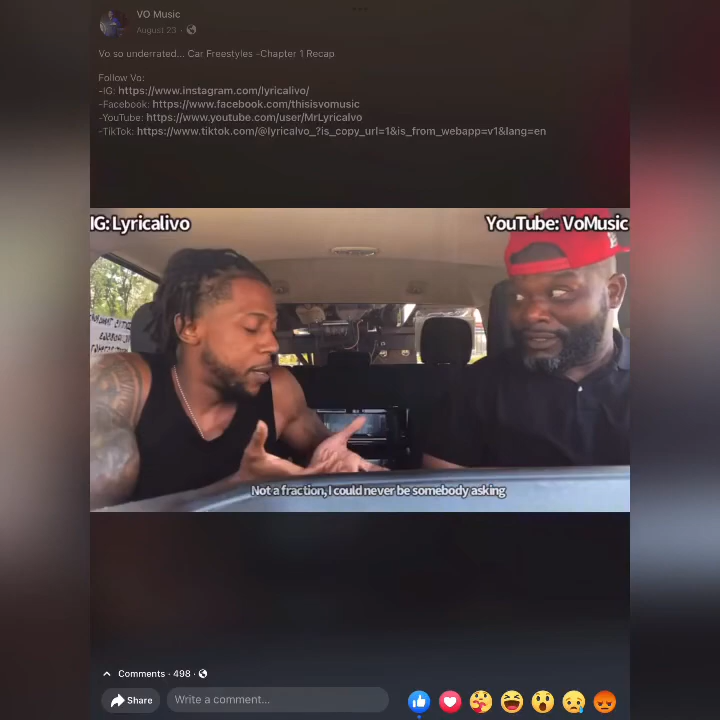 VO Music
August 23 ·
Vo so underrated... Car Freestyles -Chapter 1 Recap
Follow Vo:
-IG: https://www.instagram.com/lyricalivo/
-Facebook: https://www.facebook.com/thisisvomusic
-YouTube: https://www.youtube.com/user/MrLyricalvo
-TikTok: https://www.tiktok.com/@lyricalvo_?is_copy_url=1&is_from_webapp=v1&lang=en
IG: Lyricalivo
YouTube: VoMusic
Not a fraction, I could never be somebody asking
Comments · 498 ·
Share
Write a comment...